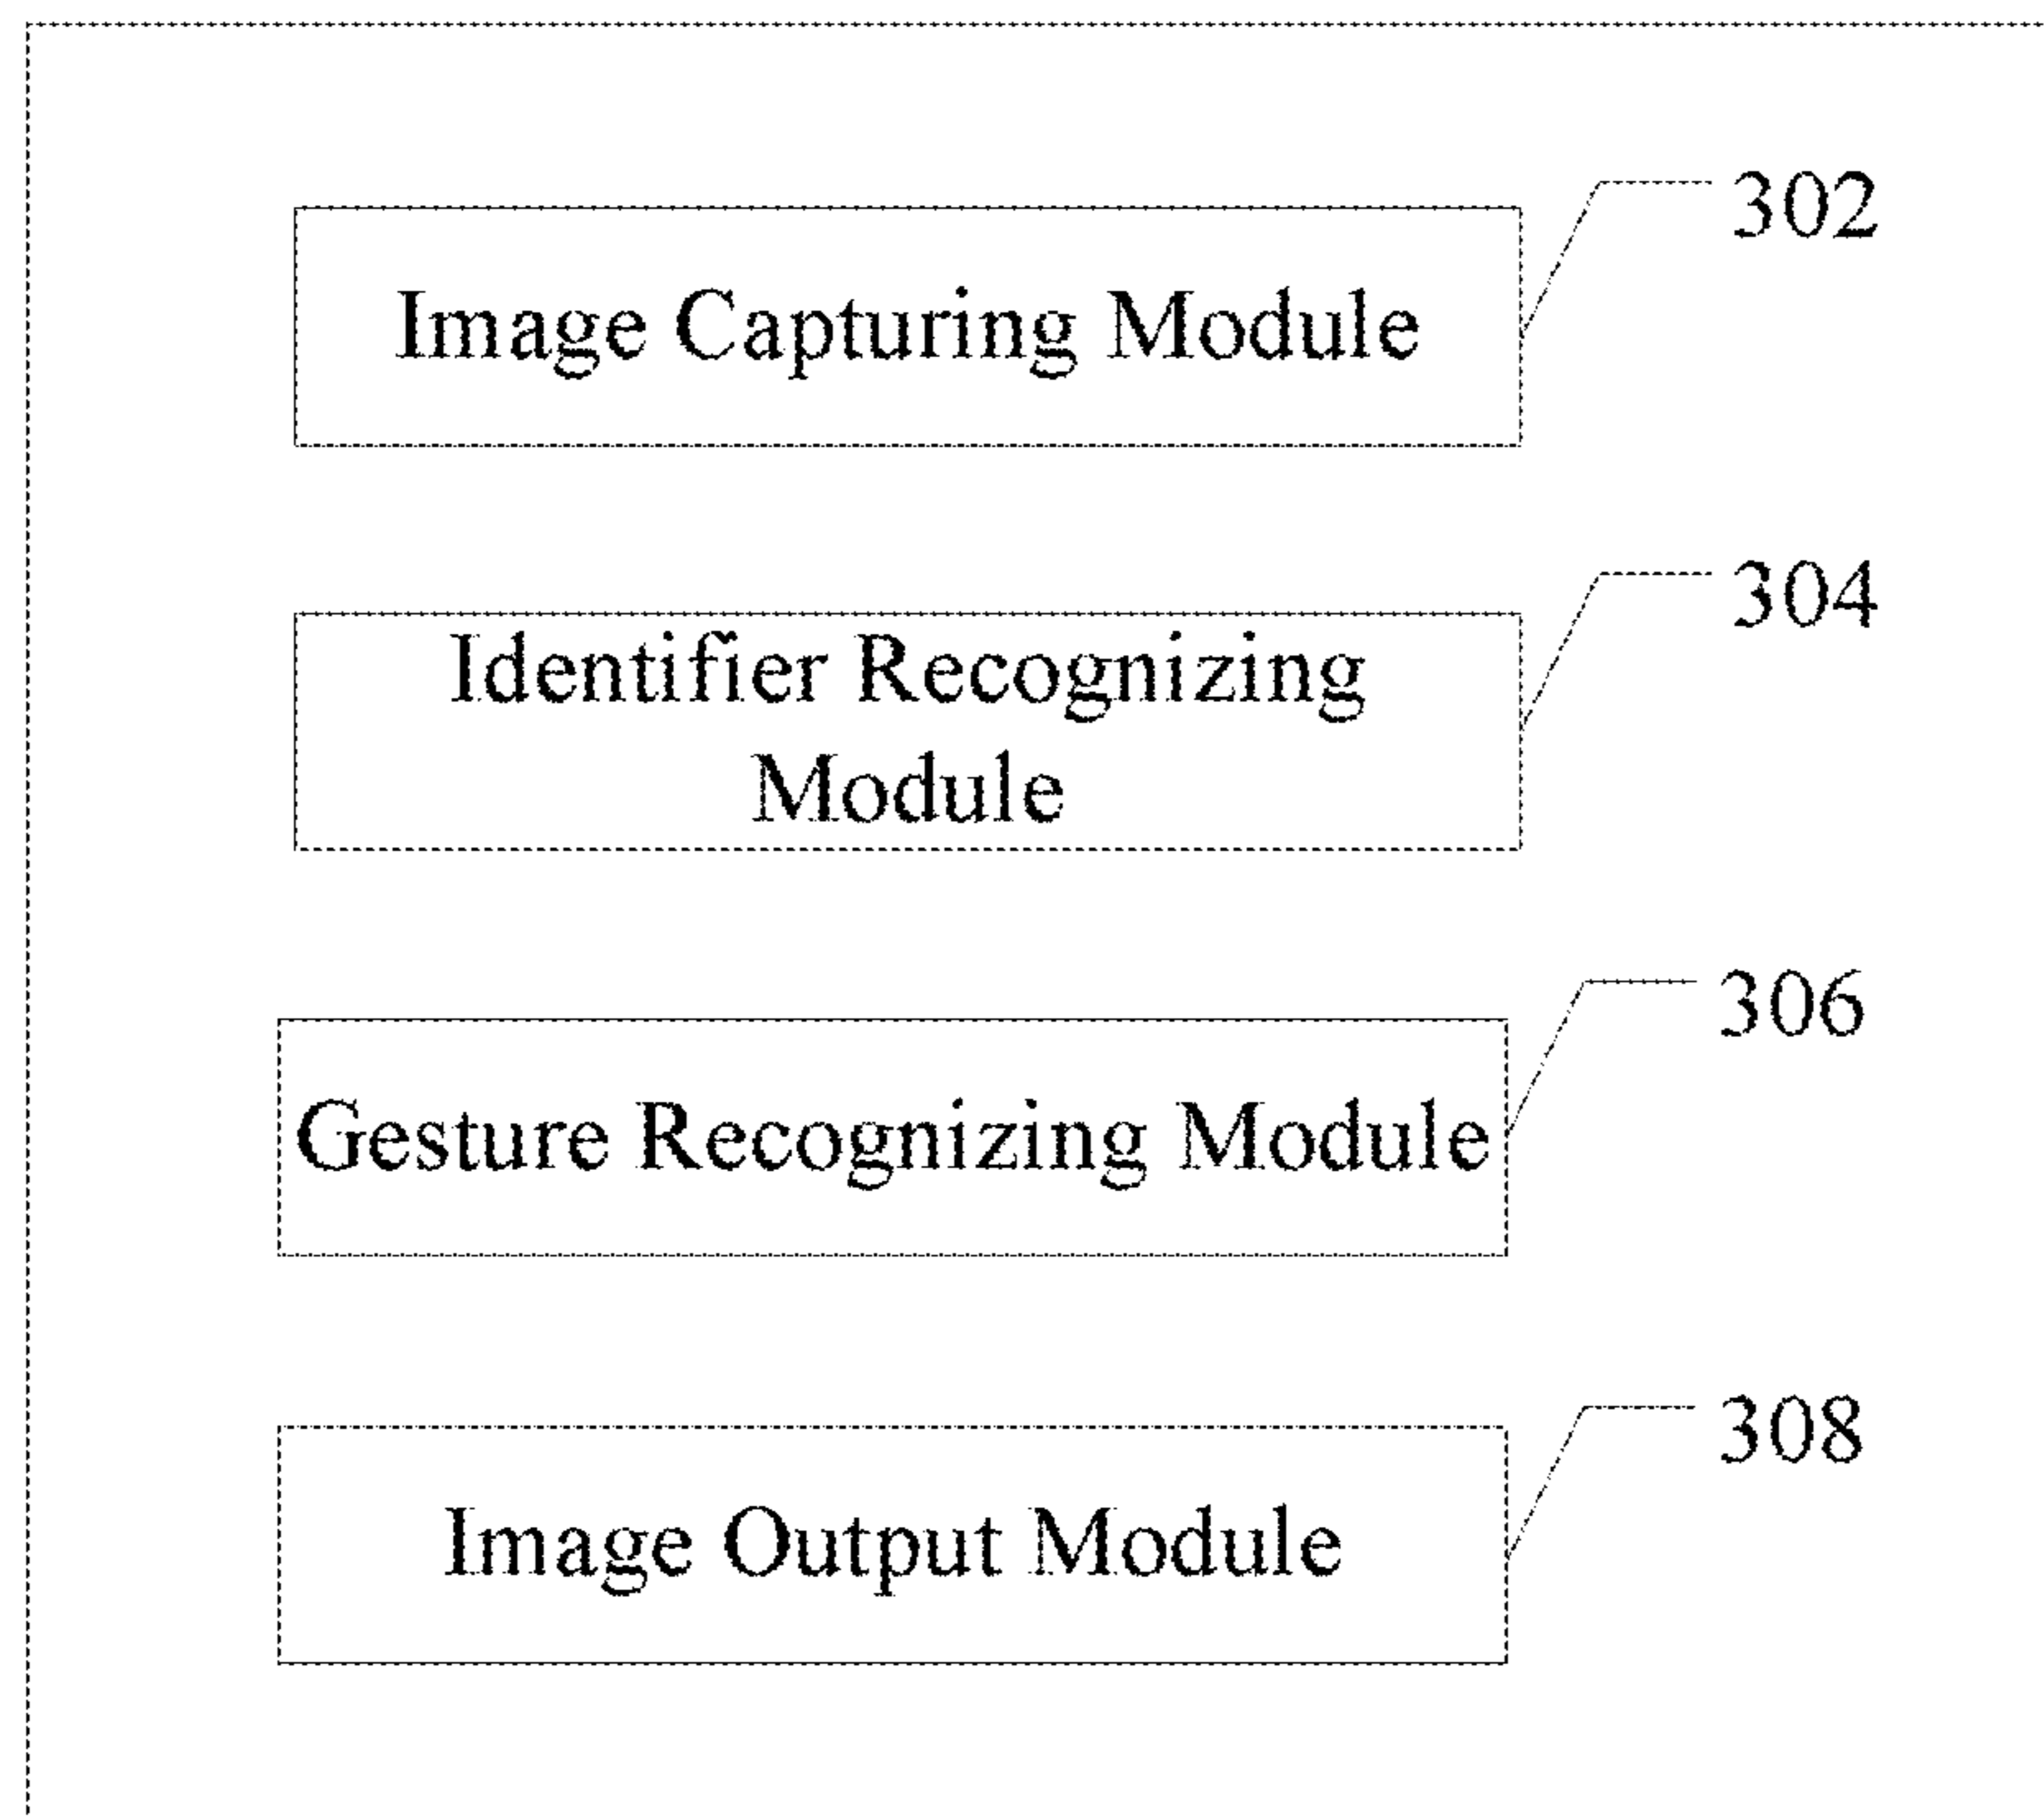 302
Image Capturing Module
304
Identifier Recognizing
Module
306
Gesture Recognizing Module
308
Image Output Module